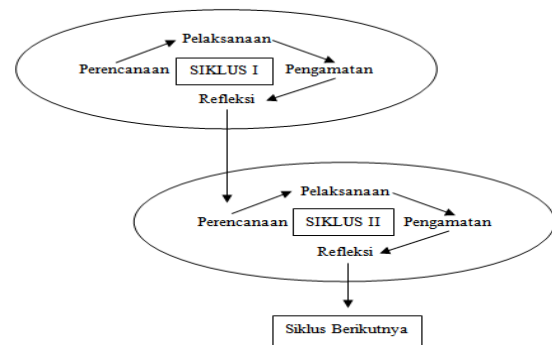 Pelaksanaan
Perencanaan SIKLUS I Pengamatan
Refleksi
Pelaksanaan
Perencanaan SIKLUS II Pengamatan
Refleksi
Siklus Berikutnya